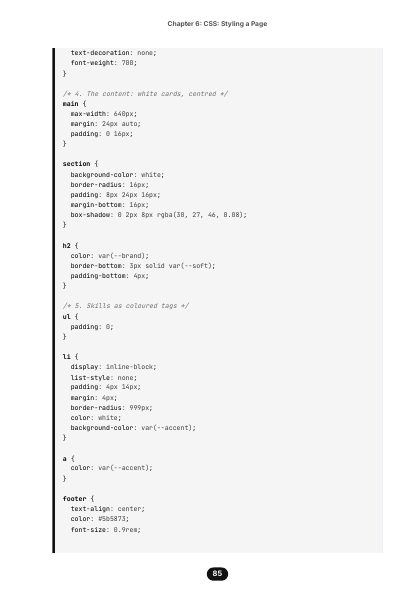 Chapter 6: CSS: Styling a Page
text-decoration: none;
font-weight: 700;
}
/* 4. The content: white cards, centred */
main {
max-width: 640px;
margin: 24px auto;
padding: 0 16px;
}
section {
background-color: white;
border-radius: 16px;
padding: 8px 24px 16px;
margin-bottom: 16px;
box-shadow: 0 2px 8px rgba(30, 27, 46, 0.08);
}
h2 {
color: var(--brand);
border-bottom: 3px solid var(--soft);
padding-bottom: 4px;
}
/* 5. Skills as coloured tags */
ul {
padding: 0;
}
li {
display: inline-block;
list-style: none;
padding: 4px 14px;
margin: 4px;
border-radius: 999px;
color: white;
background-color: var(--accent);
}
a {
color: var(--accent);
}
footer {
text-align: center;
color: #5b5873;
font-size: 0.9rem;
85